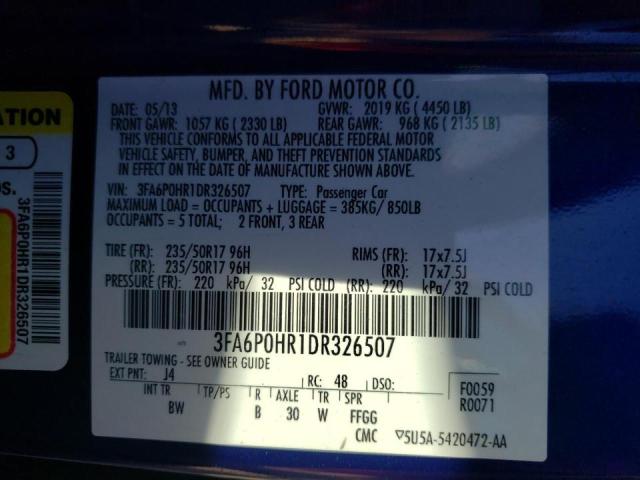 MFD. BY FORD MOTOR CO.
DATE: 05/13 GVWR: 2019 KG ( 4450 LB)
FRONT GAWR: 1057 KG ( 2330 LB) REAR GAWR: 968 KG ( 2135 LB)
THIS VEHICLE CONFORMS TO ALL APPLICABLE FEDERAL MOTOR
VEHICLE SAFETY, BUMPER, AND THEFT PREVENTION STANDARDS
IN EFFECT ON THE DATE OF MANUFACTURE SHOWN ABOVE.
VIN: 3FA6P0HR1DR326507 TYPE: Passenger Car
MAXIMUM LOAD = OCCUPANTS + LUGGAGE = 385KG/ 850LB
OCCUPANTS = 5 TOTAL; 2 FRONT, 3 REAR
TIRE (FR): 235/50R17 96H RIMS (FR): 17x7.5J
(RR): 235/50R17 96H (RR): 17x7.5J
PRESSURE (FR): 220 kPa/ 32 PSI COLD (RR): 220 kPa/ 32 PSI COLD
3FA6P0HR1DR326507
TRAILER TOWING - SEE OWNER GUIDE
EXT PNT: J4 RC: 48 DSO:
INT TR TP/PS R AXLE TR SPR
BW B 30 W FFGG
F0059
R0071
CMC ▽5U5A-5420472-AA
ATION
3
OS.
3FA6P0HR1DR326507